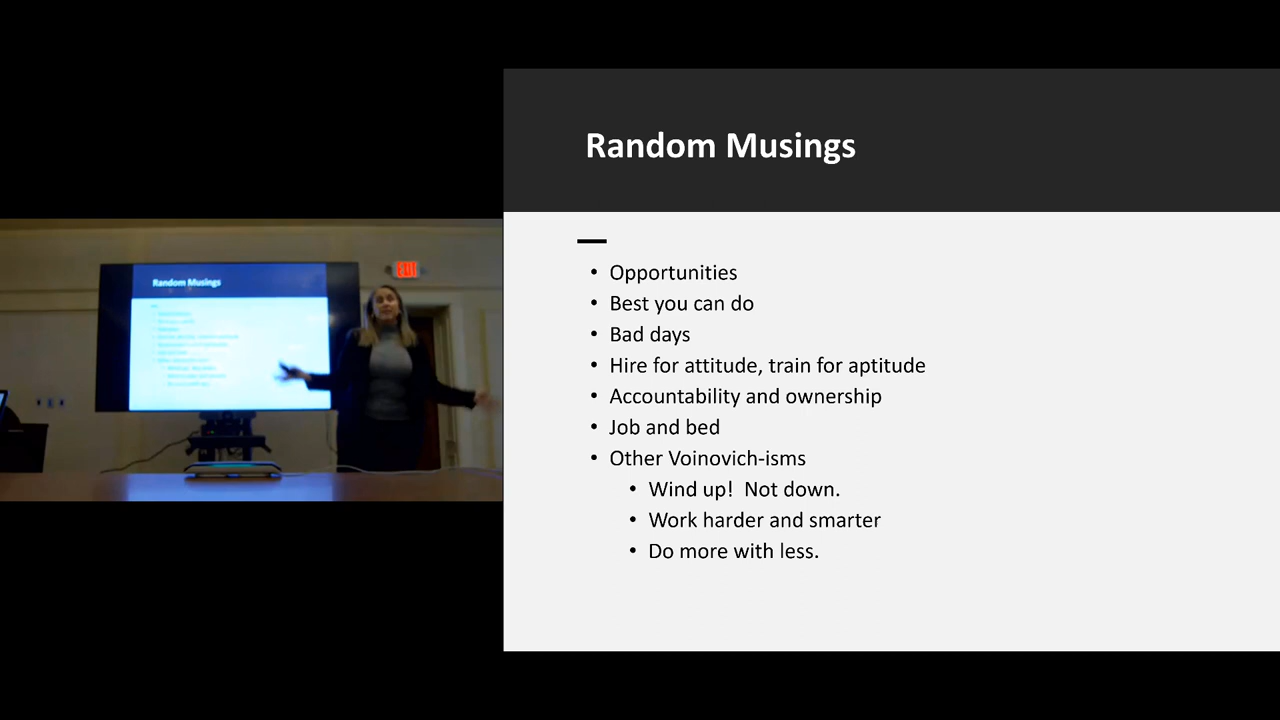 Random Musings
• Opportunities
• Best you can do
• Bad days
• Hire for attitude, train for aptitude
• Accountability and ownership
• Job and bed
• Other Voinovich-isms
• Wind up!  Not down.
• Work harder and smarter
• Do more with less.
Random Musings
EXIT